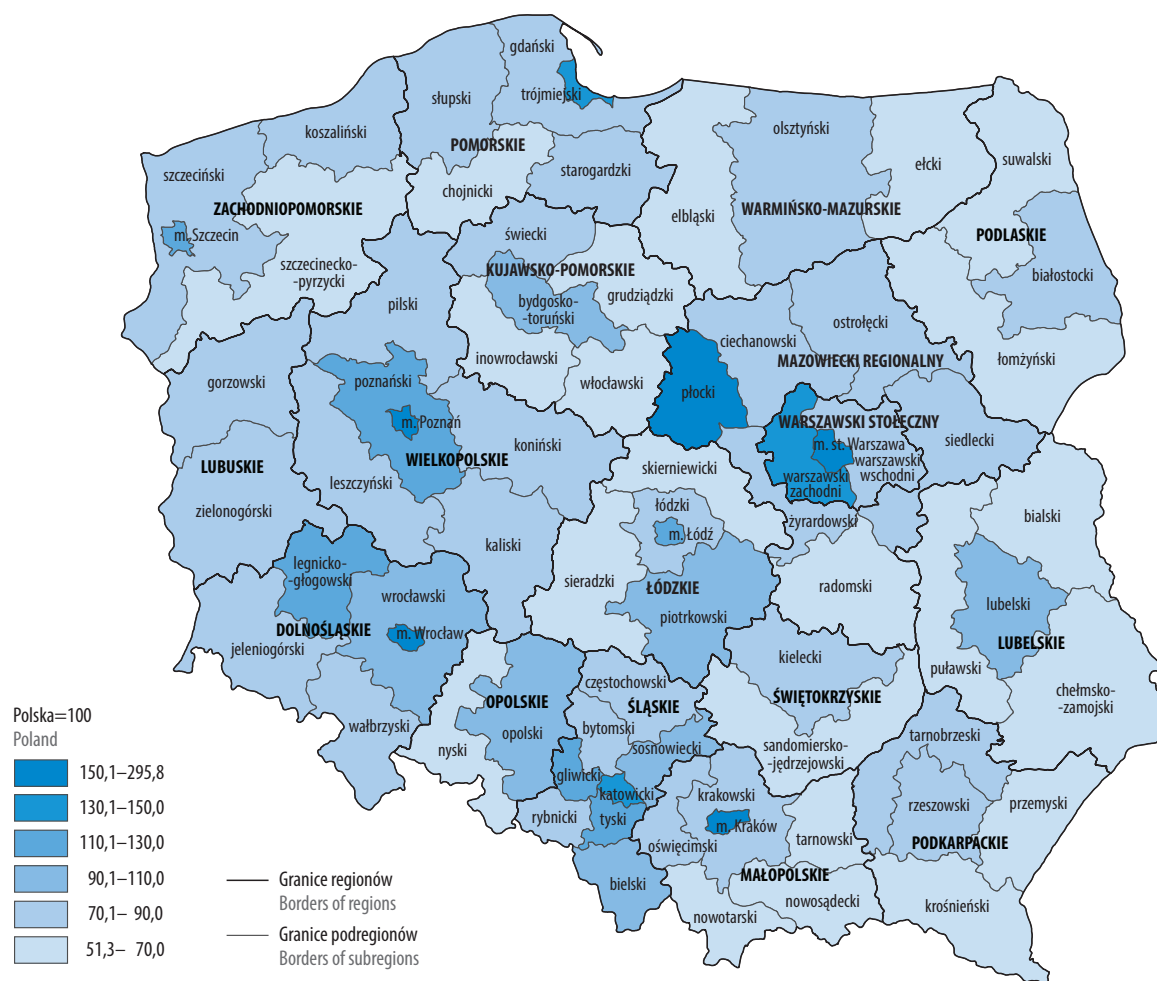 gdański
trójmiejski
słupski
koszaliński
POMORSKIE
starogardzki
chojnicki
szczeciński
ZACHODNIOPOMORSKIE
m. Szczecin
szczecinecko-
-pyrzycki
olsztyński
ełcki
suwalski
elbląski
WARMIŃSKO-MAZURSKIE
PODLASKIE
białostocki
łomżyński
świecki
KUJAWSKO-POMORSKIE
grudziądzki
bydgosko-
-toruński
inowrocławski
włocławski
pilski
ostrołęcki
ciechanowski
MAZOWIECKI REGIONALNY
płocki
gorzowski
poznański
m. Poznań
koniński
WARSZAWSKI STOŁECZNY
m. st. Warszawa
warszawski
wschodni
warszawski
zachodni
siedlecki
LUBUSKIE
WIELKOPOLSKIE
leszczyński
zielonogórski
kaliski
skierniewicki
łódzki
m. Łódź
żyrardowski
bialski
legnicko-
-głogowski
wrocławski
sieradzki
ŁÓDZKIE
piotrkowski
radomski
lubelski
LUBELSKIE
DOLNOŚLĄSKIE
m. Wrocław
jeleniogórski
wałbrzyski
puławski
chełmsko-
-zamojski
kielecki
ŚWIĘTOKRZYSKIE
sandomiersko-
-jędrzejowski
OPOLSKIE
opolski
nyski
częstochowski
ŚLĄSKIE
bytomski
sosnowiecki
gliwicki
katowicki
tyski
rybnicki
bielski
krakowski
m. Kraków
oświęcimski
tarnowski
MAŁOPOLSKIE
nowotarski
nowosądecki
tarnobrzeski
rzeszowski
przemyski
PODKARPACKIE
krośnieński
Polska=100
Poland
150,1–295,8
130,1–150,0
110,1–130,0
90,1–110,0
70,1– 90,0
51,3– 70,0
Granice regionów
Borders of regions
Granice podregionów
Borders of subregions